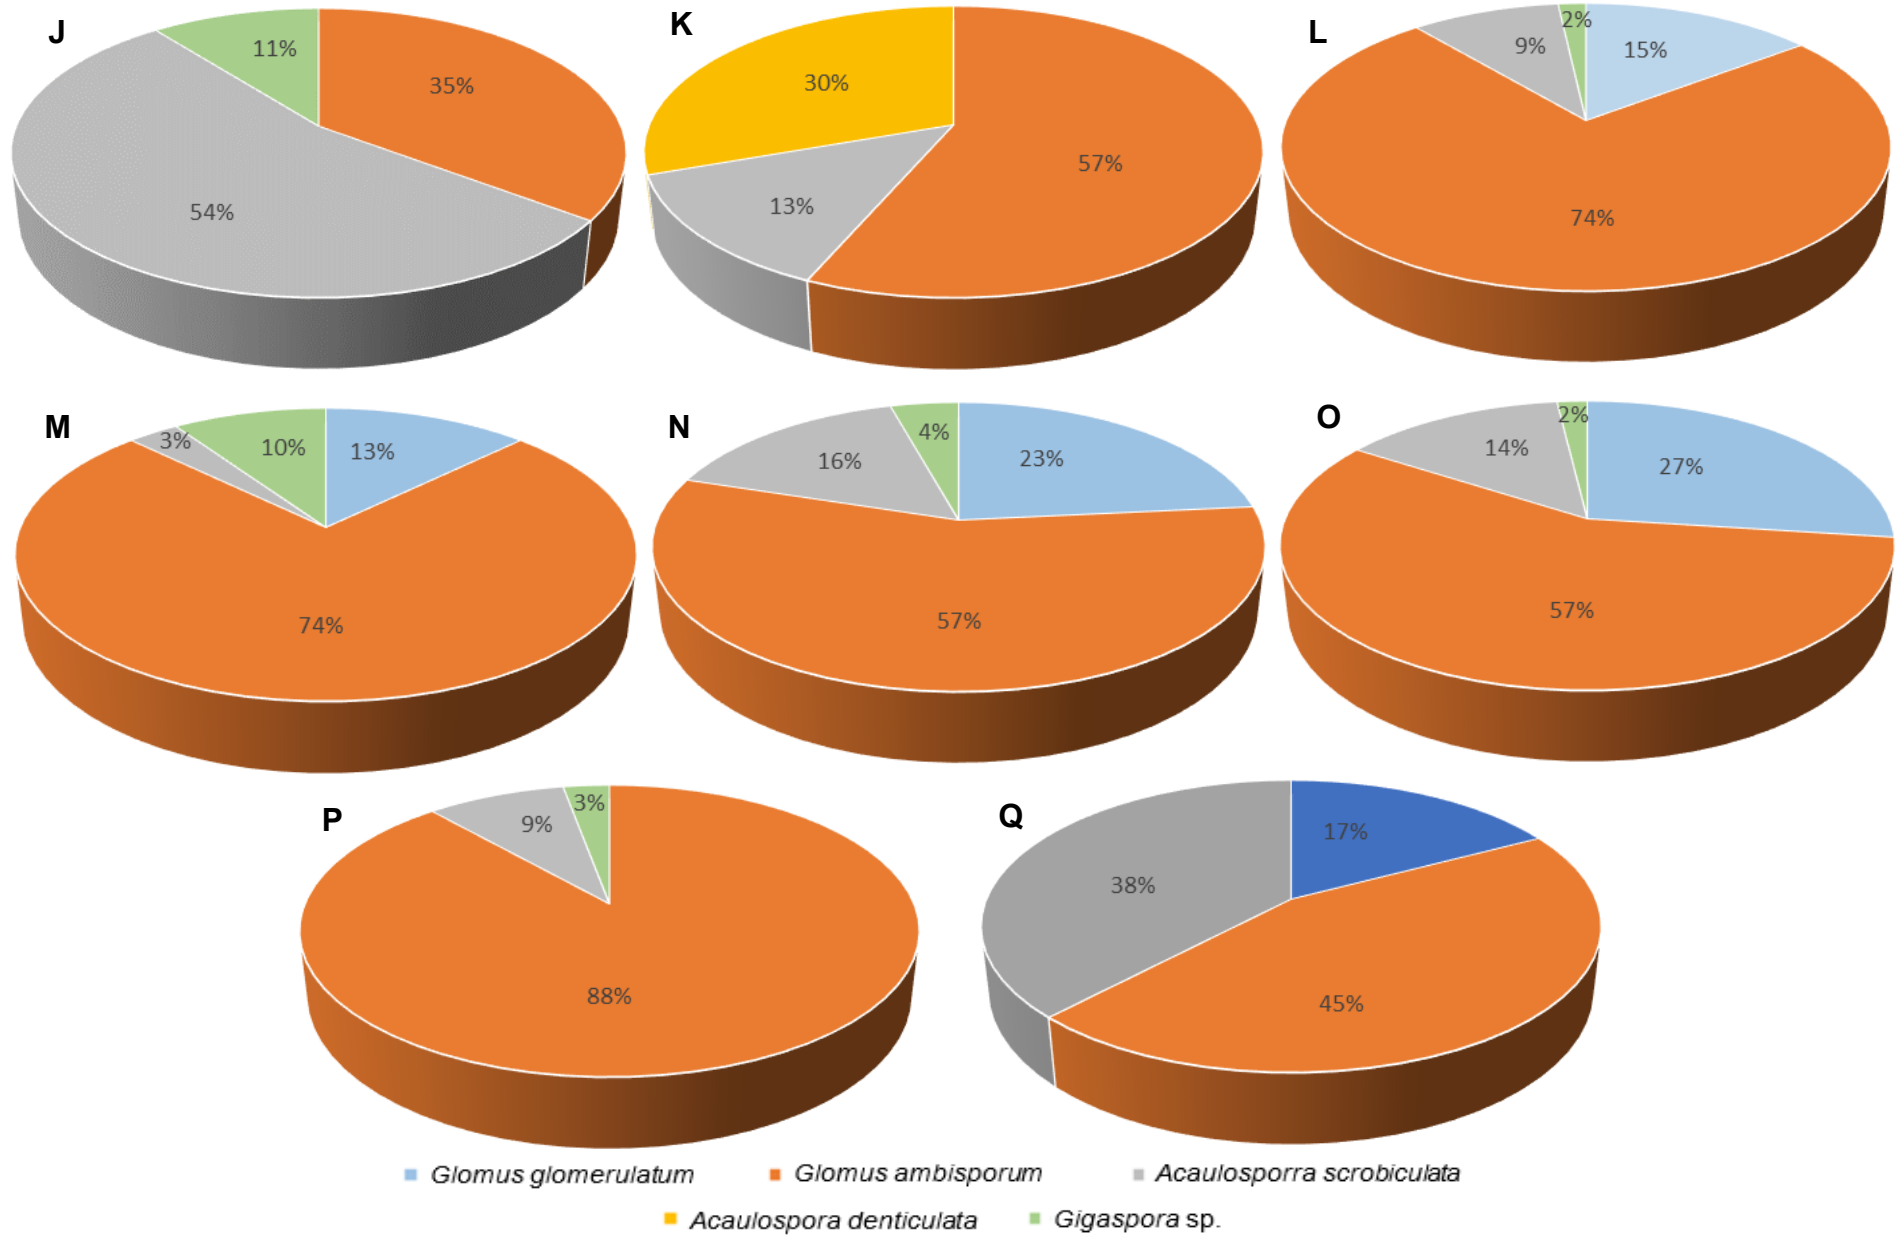 J
11%
35%
54%
K
30%
57%
13%
L
2%
9%
15%
74%
M
3%
10%
13%
74%
N
4%
16%
23%
57%
O
2%
14%
27%
57%
P
3%
9%
88%
Q
17%
38%
45%
Glomus glomerulatum Glomus ambisporum Acaulosporra scrobiculata
Acaulospora denticulata Gigaspora sp.